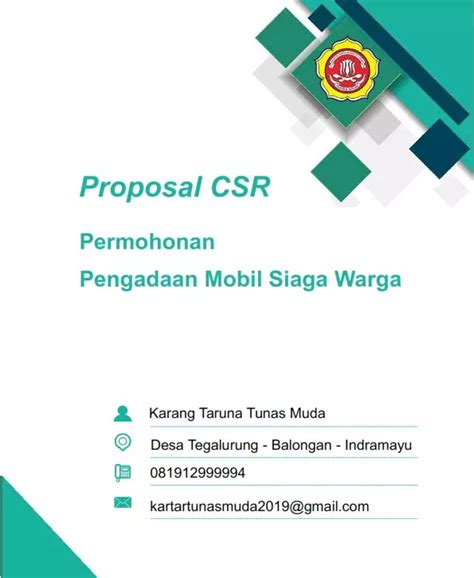 Proposal CSR
Permohonan
Pengadaan Mobil Siaga Warga
Karang Taruna Tunas Muda
Desa Tegalurung - Balongan - Indramayu
081912999994
kartartunasmuda2019@gmail.com